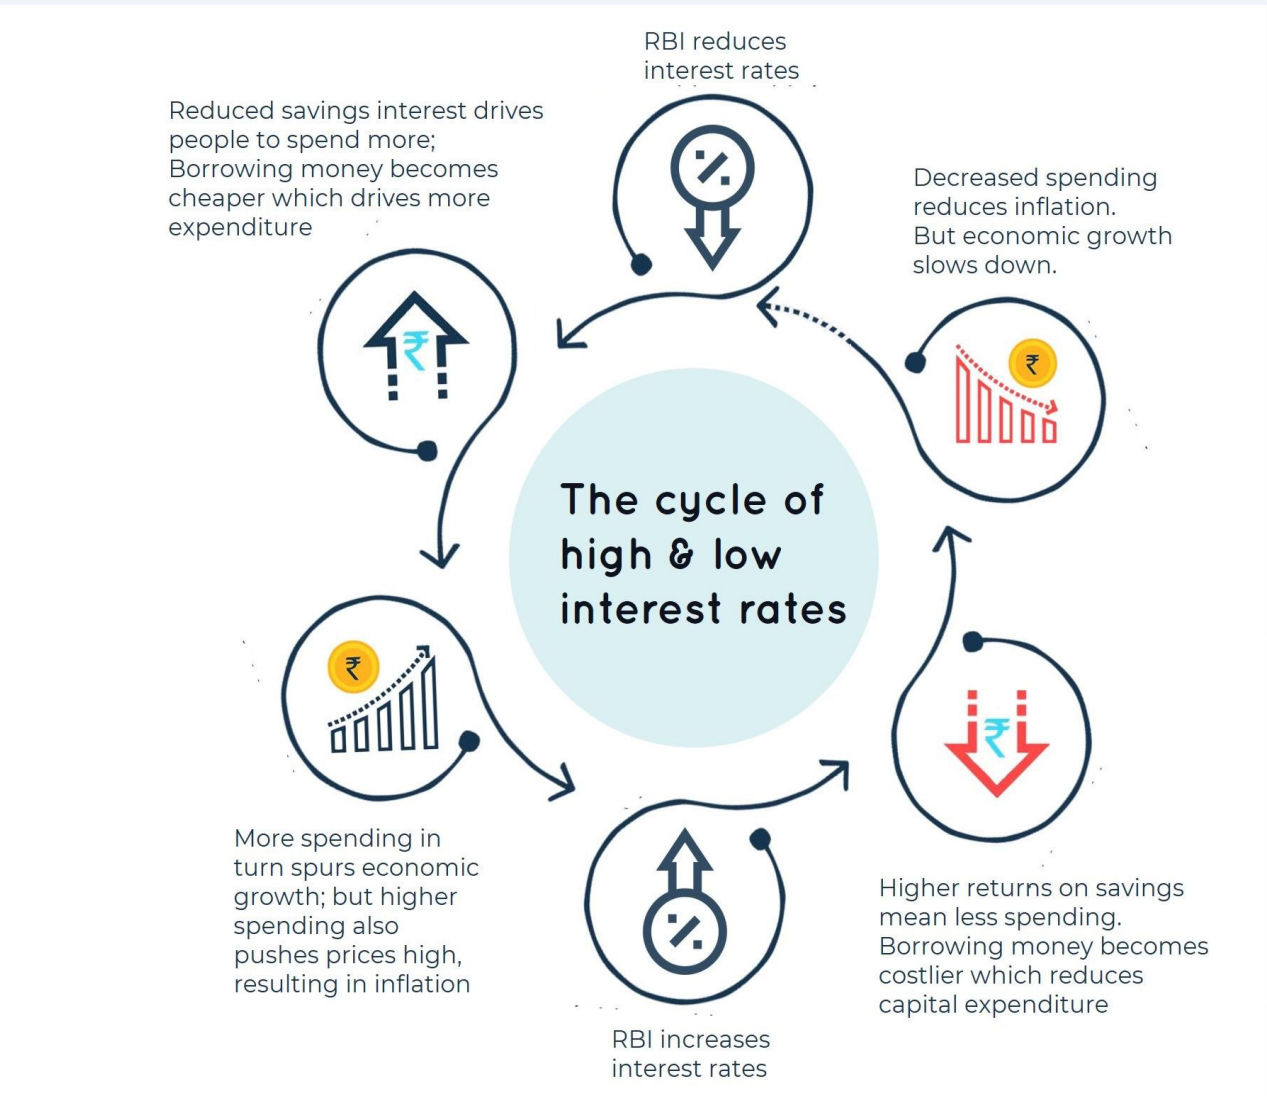 RBI reduces
interest rates
Reduced savings interest drives
people to spend more;
Borrowing money becomes
cheaper which drives more
expenditure
Decreased spending
reduces inflation.
But economic growth
slows down.
%
₹
₹
The cycle of
high & low
interest rates
₹
₹
%
More spending in
turn spurs economic
growth; but higher
spending also
pushes prices high,
resulting in inflation
Higher returns on savings
mean less spending.
Borrowing money becomes
costlier which reduces
capital expenditure
RBI increases
interest rates